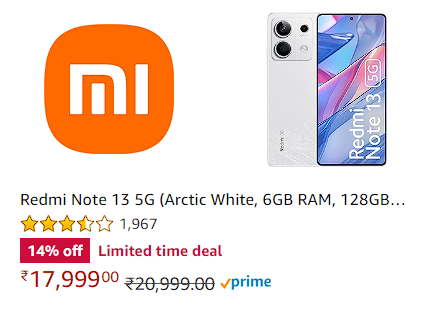 mi
Redmi
Note 13 5G
Redmi Note 13 5G (Arctic White, 6GB RAM, 128GB...
1,967
14% off Limited time deal
₹17,99900 ₹20,999.00 prime